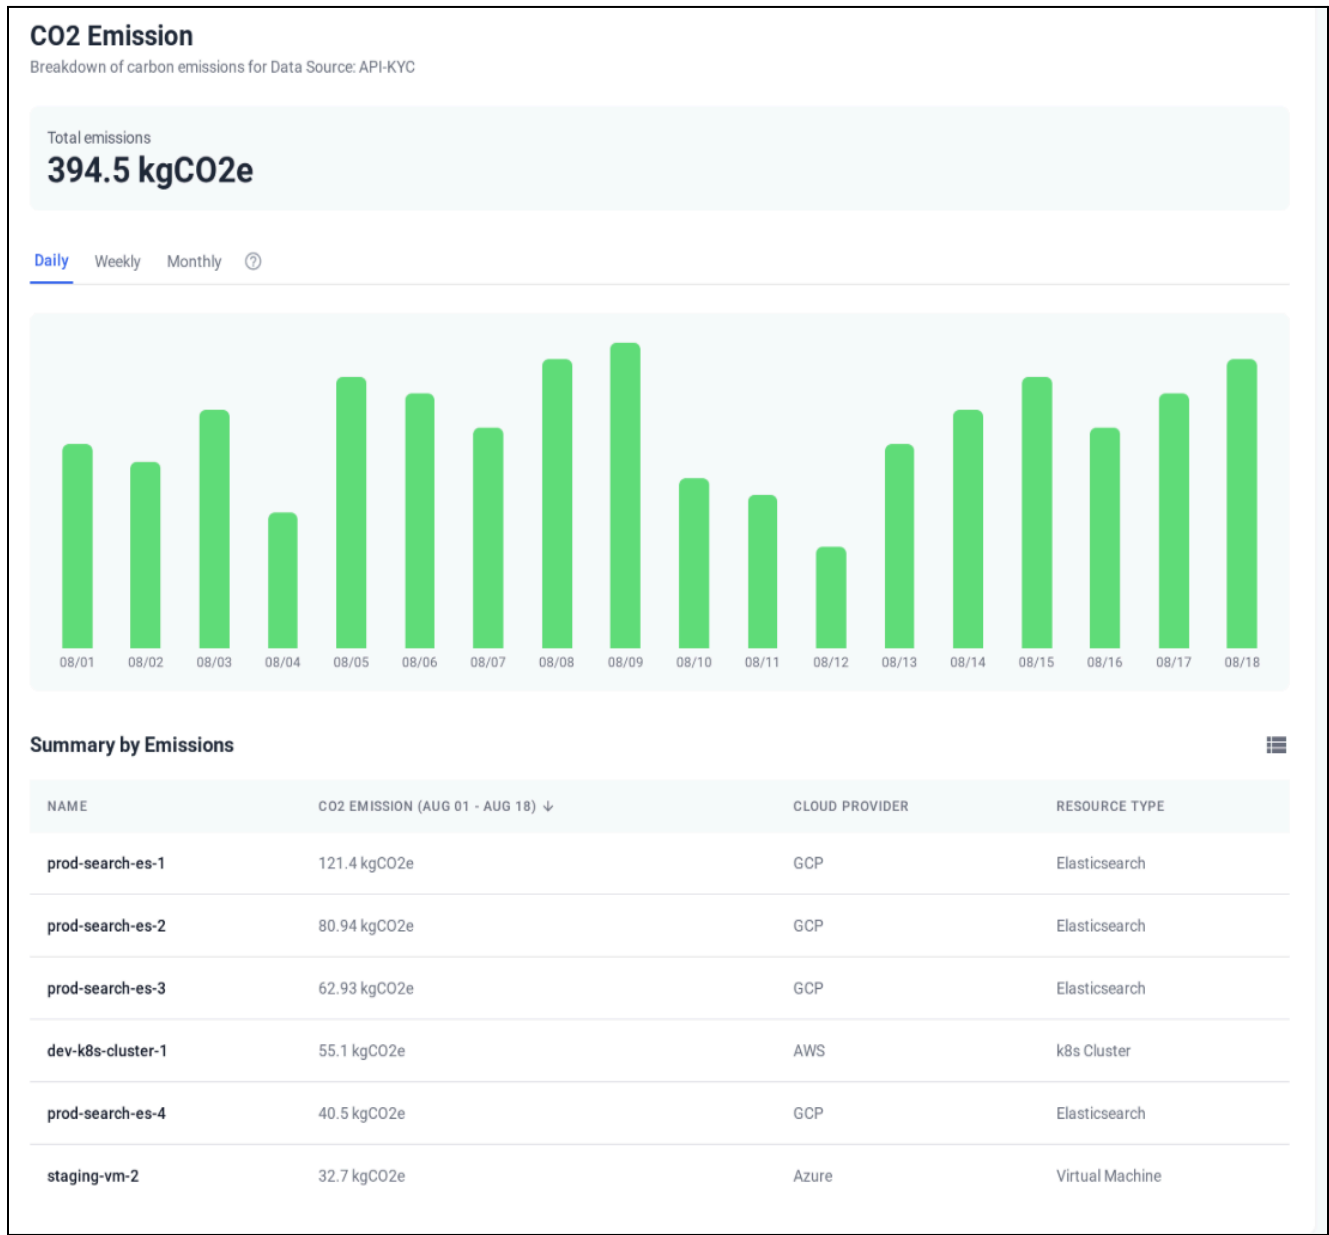 CO2 Emission
Breakdown of carbon emissions for Data Source: API-KYC
Total emissions
394.5 kgCO2e
Daily Weekly Monthly ?
08/01 08/02 08/03 08/04 08/05 08/06 08/07 08/08 08/09 08/10 08/11 08/12 08/13 08/14 08/15 08/16 08/17 08/18
Summary by Emissions
NAME CO2 EMISSION (AUG 01 - AUG 18) ↓ CLOUD PROVIDER RESOURCE TYPE
prod-search-es-1 121.4 kgCO2e GCP Elasticsearch
prod-search-es-2 80.94 kgCO2e GCP Elasticsearch
prod-search-es-3 62.93 kgCO2e GCP Elasticsearch
dev-k8s-cluster-1 55.1 kgCO2e AWS k8s Cluster
prod-search-es-4 40.5 kgCO2e GCP Elasticsearch
staging-vm-2 32.7 kgCO2e Azure Virtual Machine